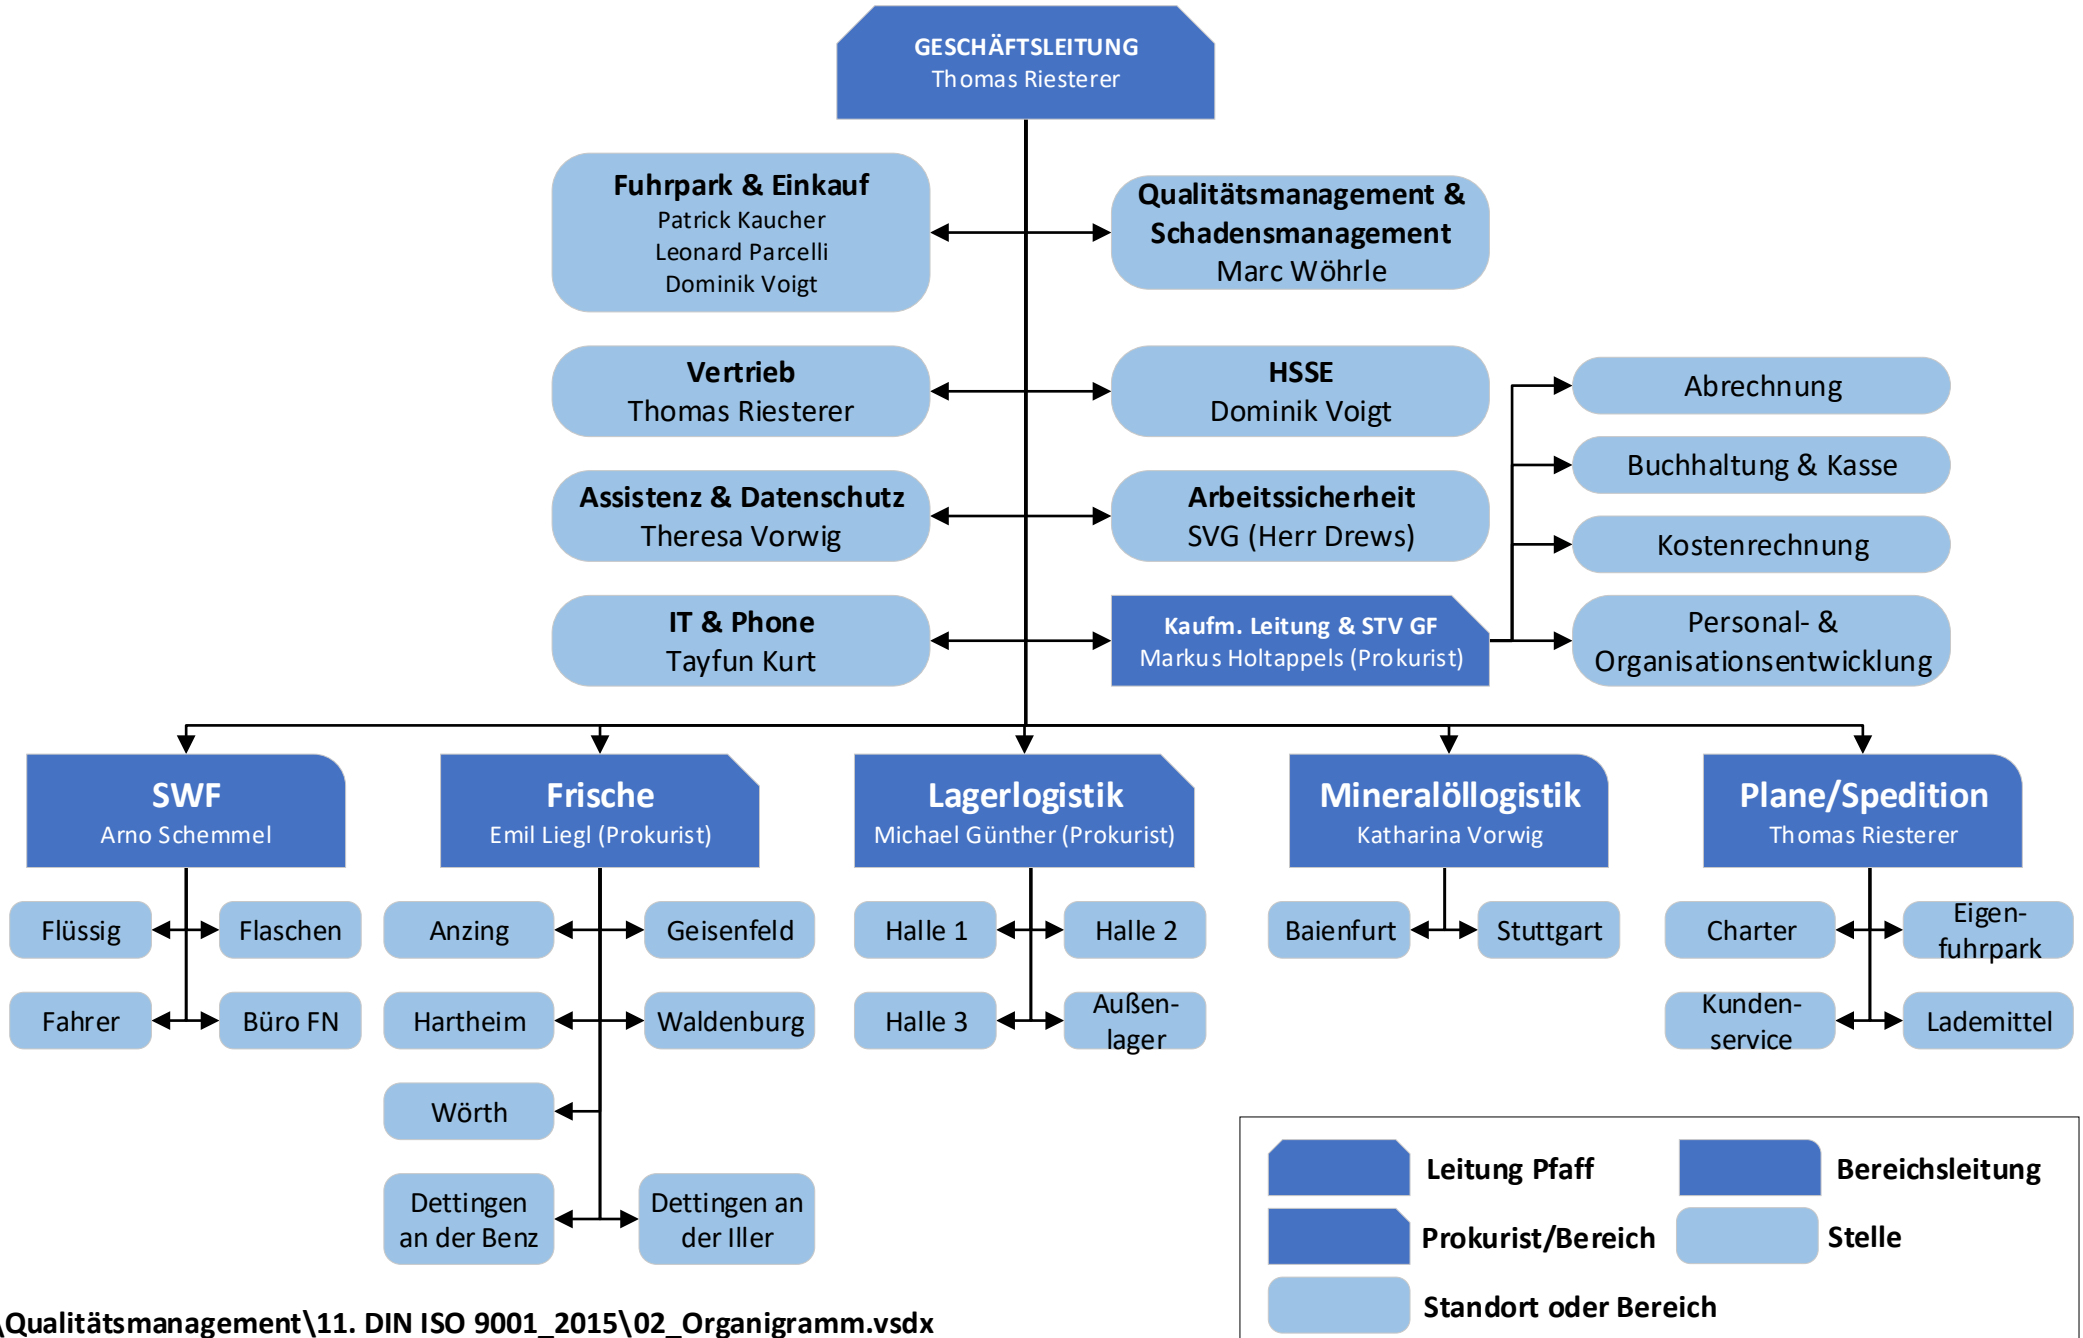 GESCHÄFTSLEITUNG
Thomas Riesterer
Fuhrpark & Einkauf
Patrick Kaucher
Leonard Parcelli
Dominik Voigt
Qualitätsmanagement &
Schadensmanagement
Marc Wöhrle
Vertrieb
Thomas Riesterer
HSSE
Dominik Voigt
Abrechnung
Buchhaltung & Kasse
Assistenz & Datenschutz
Theresa Vorwig
Arbeitssicherheit
SVG (Herr Drews)
Kostenrechnung
IT & Phone
Tayfun Kurt
Kaufm. Leitung & STV GF
Markus Holtappels (Prokurist)
Personal- &
Organisationsentwicklung
SWF
Arno Schemmel
Frische
Emil Liegl (Prokurist)
Lagerlogistik
Michael Günther (Prokurist)
Mineralöllogistik
Katharina Vorwig
Plane/Spedition
Thomas Riesterer
Flüssig
Flaschen
Fahrer
Büro FN
Anzing
Geisenfeld
Hartheim
Waldenburg
Wörth
Dettingen
an der Benz
Dettingen an
der Iller
Halle 1
Halle 2
Halle 3
Außen-
lager
Baienfurt
Stuttgart
Charter
Eigen-
fuhrpark
Kunden-
service
Lademittel
Leitung Pfaff
Bereichsleitung
Prokurist/Bereich
Stelle
Standort oder Bereich
\Qualitätsmanagement\11. DIN ISO 9001_2015\02_Organigramm.vsdx